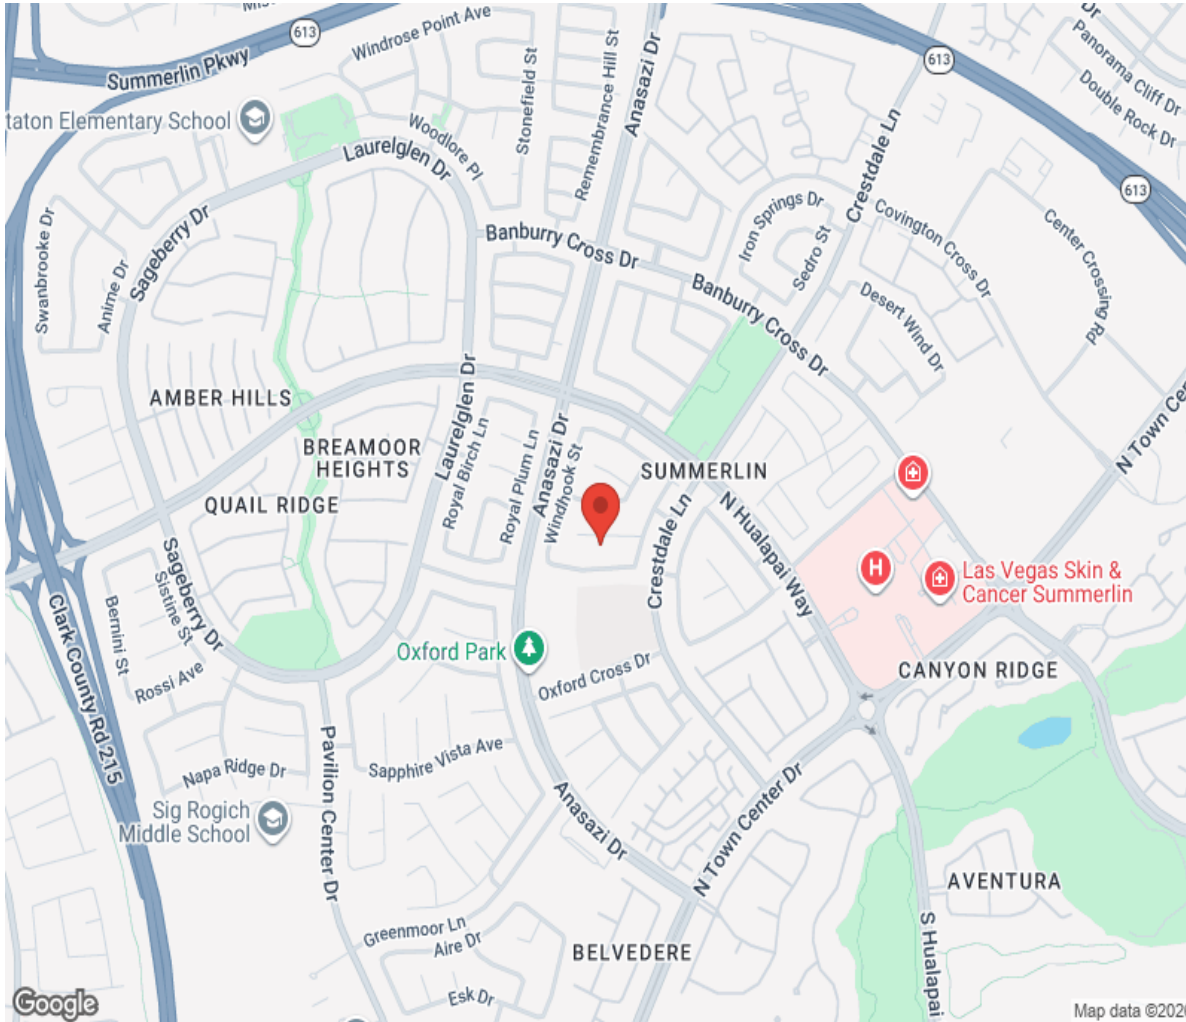 613
Windrose Point Ave
Summerlin Pkwy
taton Elementary School
Woodlore Pl
Stonefield St
Remembrance Hill St
Anasazi Dr
613
Dr
Panorama Cliff Dr
Double Rock Dr
613
Laurelglen Dr
Crestdale Ln
Swanbrooke Dr
Anime Dr
Sageberry Dr
Banburry Cross Dr
Iron Springs Dr
Sedro St
Covington Cross Dr
Center Crossing Rd
Banburry Cross Dr
Desert Wind Dr
AMBER HILLS
Laurelglen Dr
BREAMOOR
HEIGHTS
Royal Birch Ln
Royal Plum Ln
Anasazi Dr
Windhook St
SUMMERLIN
N Town Cen
QUAIL RIDGE
Crestdale Ln
N Hualapai Way
H
Las Vegas Skin &
Cancer Summerlin
Sageberry Dr
Sistine St
Bernini St
Rossi Ave
Clark County Rd 215
Oxford Park
Oxford Cross Dr
CANYON RIDGE
Pavilion Center Dr
Sapphire Vista Ave
Napa Ridge Dr
Sig Rogich
Middle School
Anasazi Dr
N Town Center Dr
AVENTURA
S Hualapai
Greenmoor Ln
Aire Dr
BELVEDERE
Esk Dr
Google
Map data ©2026